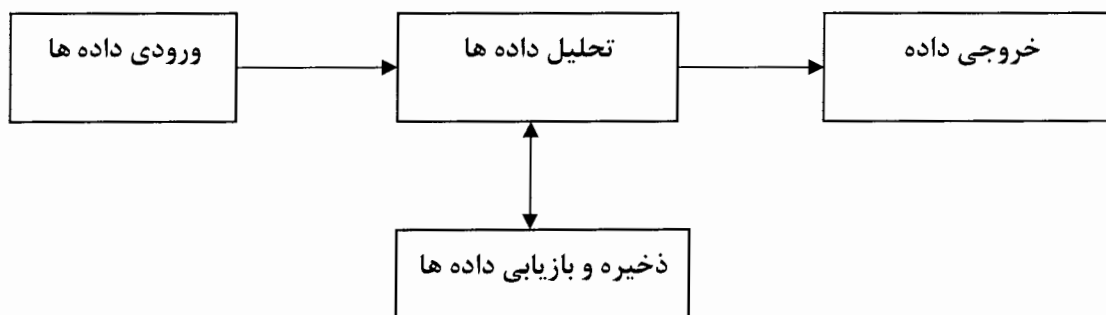 ورودی داده ها
تحلیل داده ها
خروجی داده
ذخیره و بازیابی داده ها